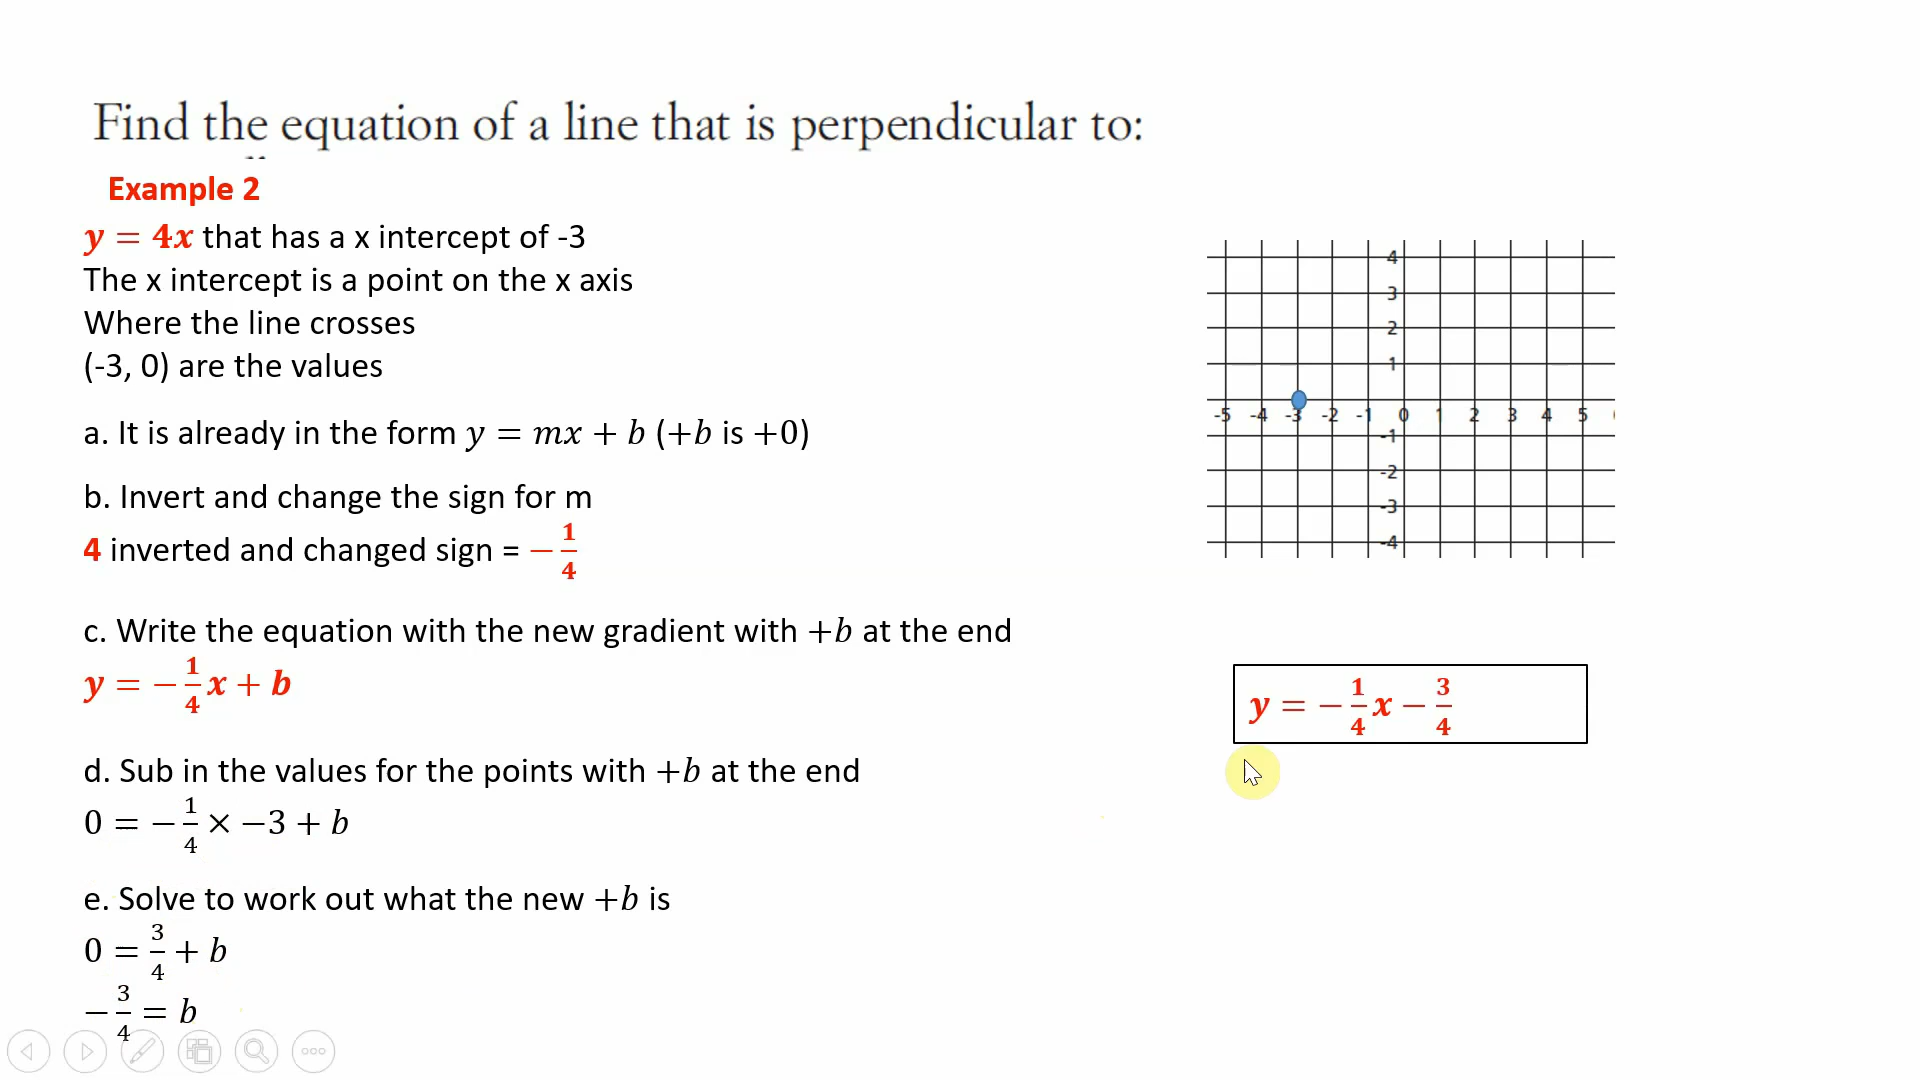 Find the equation of a line that is perpendicular to:
Example 2
y = 4x that has a x intercept of -3
The x intercept is a point on the x axis
Where the line crosses
(-3, 0) are the values
a. It is already in the form y = mx + b (+b is +0)
b. Invert and change the sign for m
4 inverted and changed sign = −1/4
c. Write the equation with the new gradient with +b at the end
y = −1/4x + b
d. Sub in the values for the points with +b at the end
0 = −1/4 × −3 + b
e. Solve to work out what the new +b is
0 = 3/4 + b
−3/4 = b
4
3
2
1
-5 -4 -3 -2 -1 0 1 2 3 4 5
-1
-2
-3
-4
y = −1/4x − 3/4